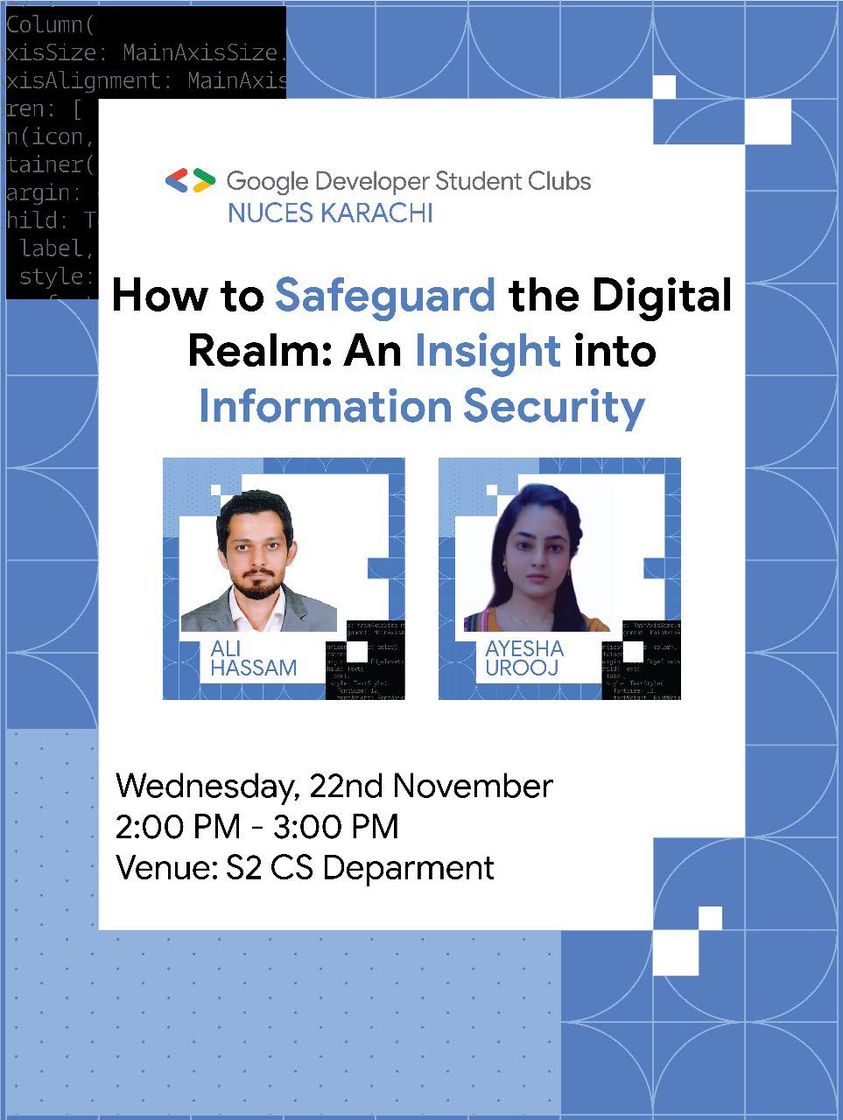 Column(
xisSize: MainAxisSize.
xisAlignment: MainAxis
ren: [
n(icon,
tainer(
argin:
hild: T
label,
style:
Google Developer Student Clubs
NUCES KARACHI
How to Safeguard the Digital
Realm: An Insight into
Information Security
ALI
HASSAM
AYESHA
UROOJ
Wednesday, 22nd November
2:00 PM - 3:00 PM
Venue: S2 CS Deparment